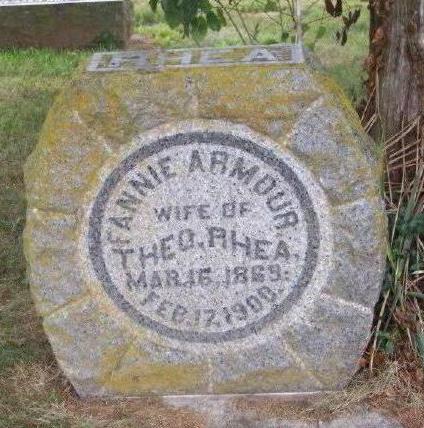 RHEA
FANNIE ARMOUR
WIFE OF
THEO. RHEA.
MAR.16.1869:
FEB.17.1900.